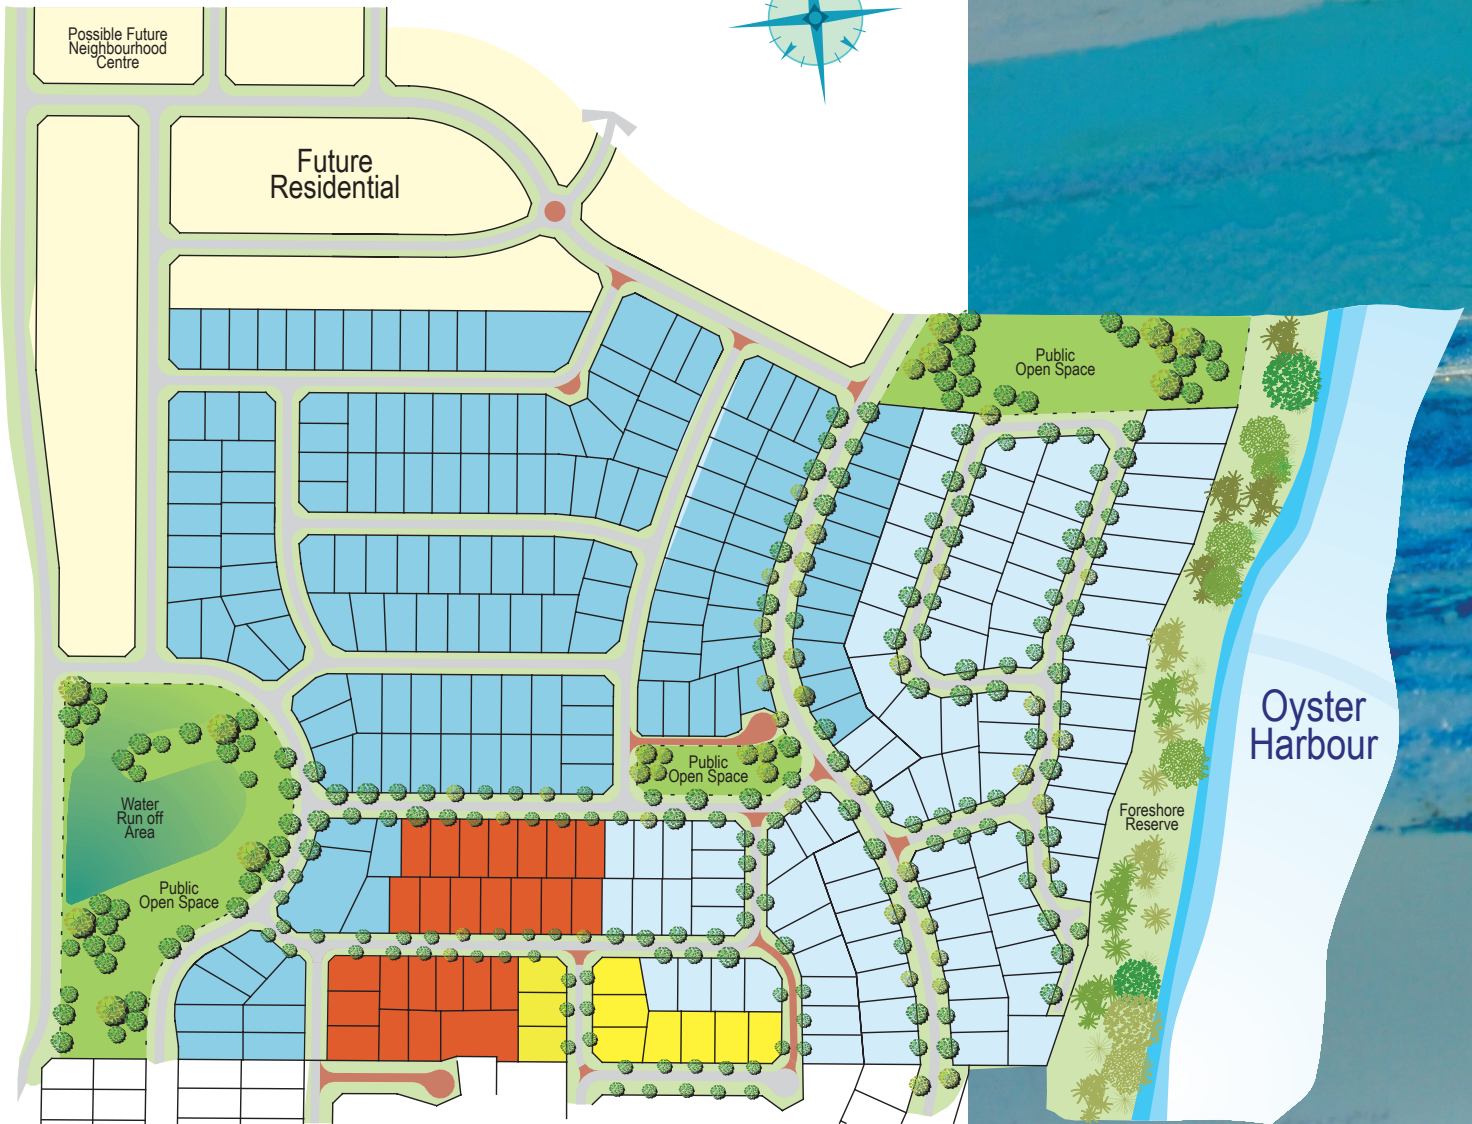 Possible Future
Neighbourhood
Centre
Future
Residential
Public
Open Space
Oyster
Harbour
Public
Open Space
Water
Run off
Area
Foreshore
Reserve
Public
Open Space